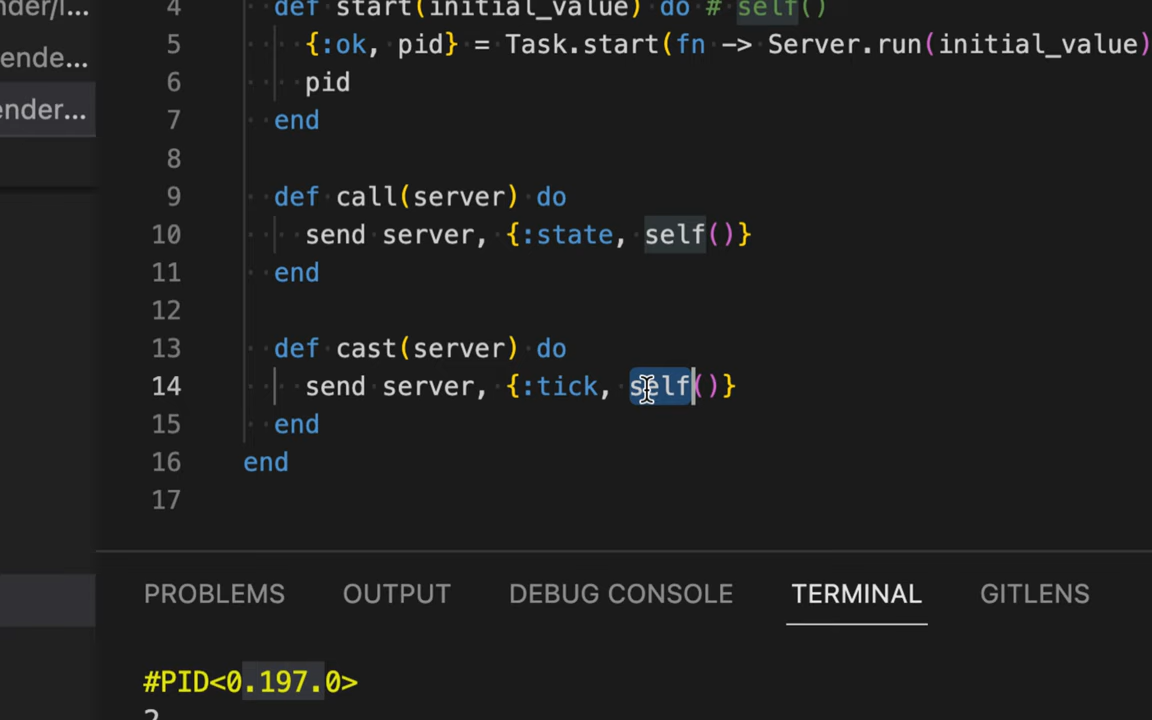 nder/l...
4 def start(initial_value) do # self()
ende...
5 {:ok, pid} = Task.start(fn -> Server.run(initial_value)
6 pid
ender...
7 end
8
9 def call(server) do
10 send server, {:state, self()}
11 end
12
13 def cast(server) do
14 send server, {:tick, self()}
15 end
16 end
17
PROBLEMS OUTPUT DEBUG CONSOLE TERMINAL GITLENS
#PID<0.197.0>
2